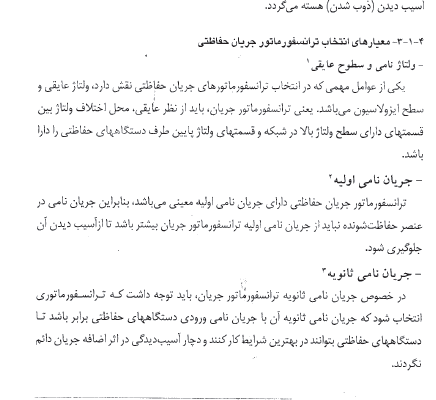 آسیب دیدن (ذوب شدن) هسته می‌گردد.
۳-۱-۴- معیارهای انتخاب ترانسفورماتور جریان حفاظتی
- ولتاژ نامی و سطوح عایقی۱
یکی از عوامل مهمی که در انتخاب ترانسفورماتورهای جریان حفاظتی نقش دارد، ولتاژ عایقی و
سطح ایزولاسیون می‌باشد. یعنی ترانسفورماتور جریان، باید از نظر عایقی، محل اختلاف ولتاژ بین
قسمتهای دارای سطح ولتاژ بالا در شبکه و قسمتهای ولتاژ پایین طرف دستگاههای حفاظتی را دارا
باشد.
- جریان نامی اولیه۲
ترانسفورماتور جریان حفاظتی دارای جریان نامی اولیه معینی می‌باشد، بنابراین جریان نامی در
عنصر حفاظت‌شونده نباید از جریان نامی اولیه ترانسفورماتور جریان بیشتر باشد تا ازآسیب دیدن آن
جلوگیری شود.
- جریان نامی ثانویه۳
در خصوص جریان نامی ثانویه ترانسفورماتور جریان، باید توجه داشت که ترانسفورماتوری
انتخاب شود که جریان نامی ثانویه آن با جریان نامی ورودی دستگاههای حفاظتی برابر باشد تا
دستگاههای حفاظتی بتوانند در بهترین شرایط کار کنند و دچار آسیب‌دیدگی در اثر اضافه جریان دائم
نگردند.